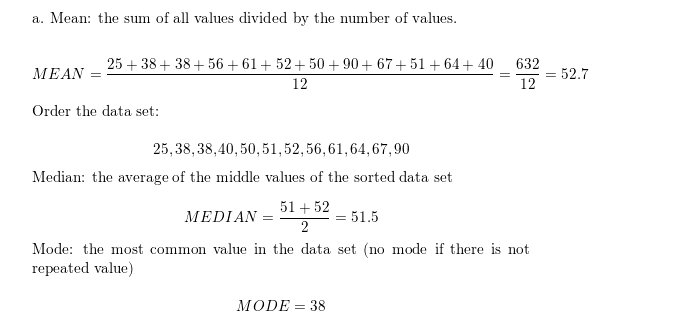 a. Mean: the sum of all values divided by the number of values.
MEAN = \frac{25 + 38 + 38 + 56 + 61 + 52 + 50 + 90 + 67 + 51 + 64 + 40}{12} = \frac{632}{12} = 52.7
Order the data set:
25, 38, 38, 40, 50, 51, 52, 56, 61, 64, 67, 90
Median: the average of the middle values of the sorted data set
MEDIAN = \frac{51 + 52}{2} = 51.5
Mode: the most common value in the data set (no mode if there is not
repeated value)
MODE = 38